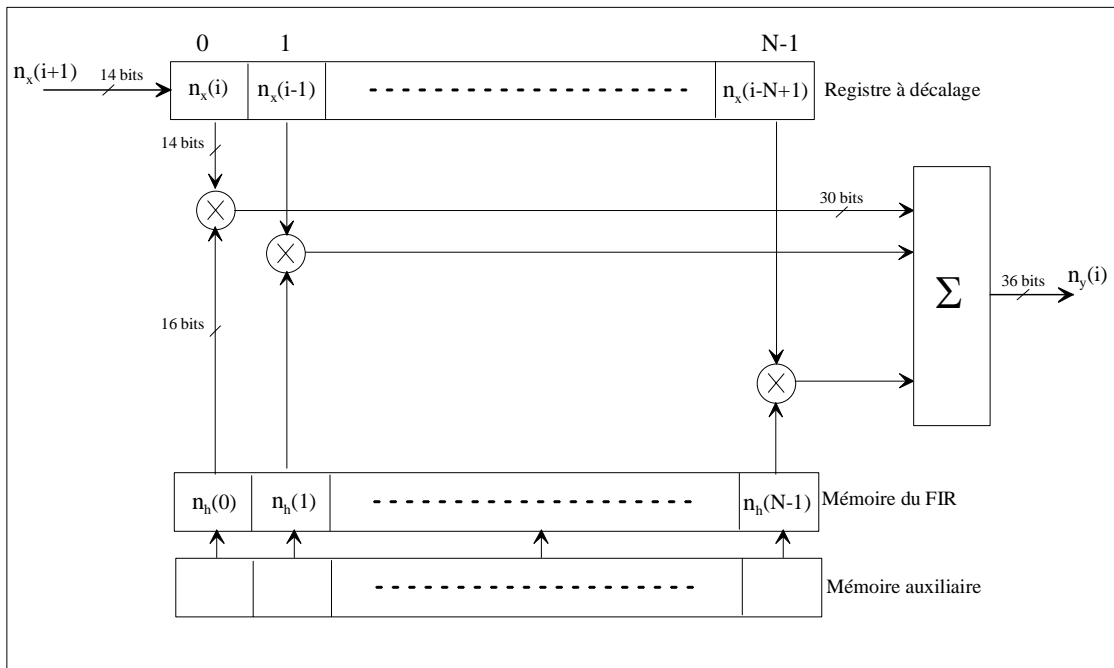 0 1 N-1
n_x(i+1) 14 bits n_x(i) n_x(i-1) n_x(i-N+1) Registre à décalage
14 bits
30 bits
Σ 36 bits n_y(i)
16 bits
n_h(0) n_h(1) n_h(N-1) Mémoire du FIR
Mémoire auxiliaire